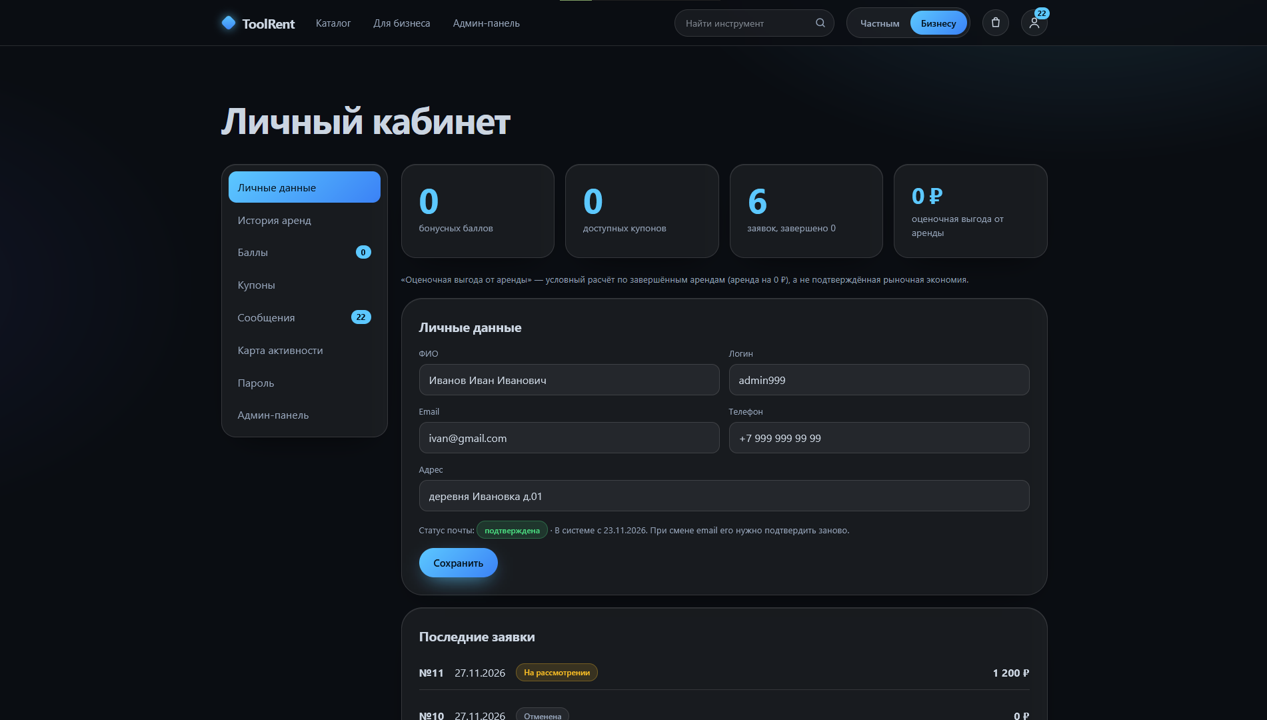 ToolRent
Каталог
Для бизнеса
Админ-панель
Найти инструмент
Частным
Бизнесу
22
Личный кабинет
Личные данные
История аренд
Баллы 0
Купоны
Сообщения 22
Карта активности
Пароль
Админ-панель
0
бонусных баллов
0
доступных купонов
6
заявок, завершено 0
0 ₽
оценочная выгода от
аренды
«Оценочная выгода от аренды» — условный расчёт по завершённым арендам (аренда на 0 ₽), а не подтверждённая рыночная экономия.
Личные данные
ФИО
Иванов Иван Иванович
Логин
admin999
Email
ivan@gmail.com
Телефон
+7 999 999 99 99
Адрес
деревня Ивановка д.01
Статус почты: подтверждена · В системе с 23.11.2026. При смене email его нужно подтвердить заново.
Сохранить
Последние заявки
№11 27.11.2026 На рассмотрении 1 200 ₽
№10 27.11.2026 Отменена 0 ₽